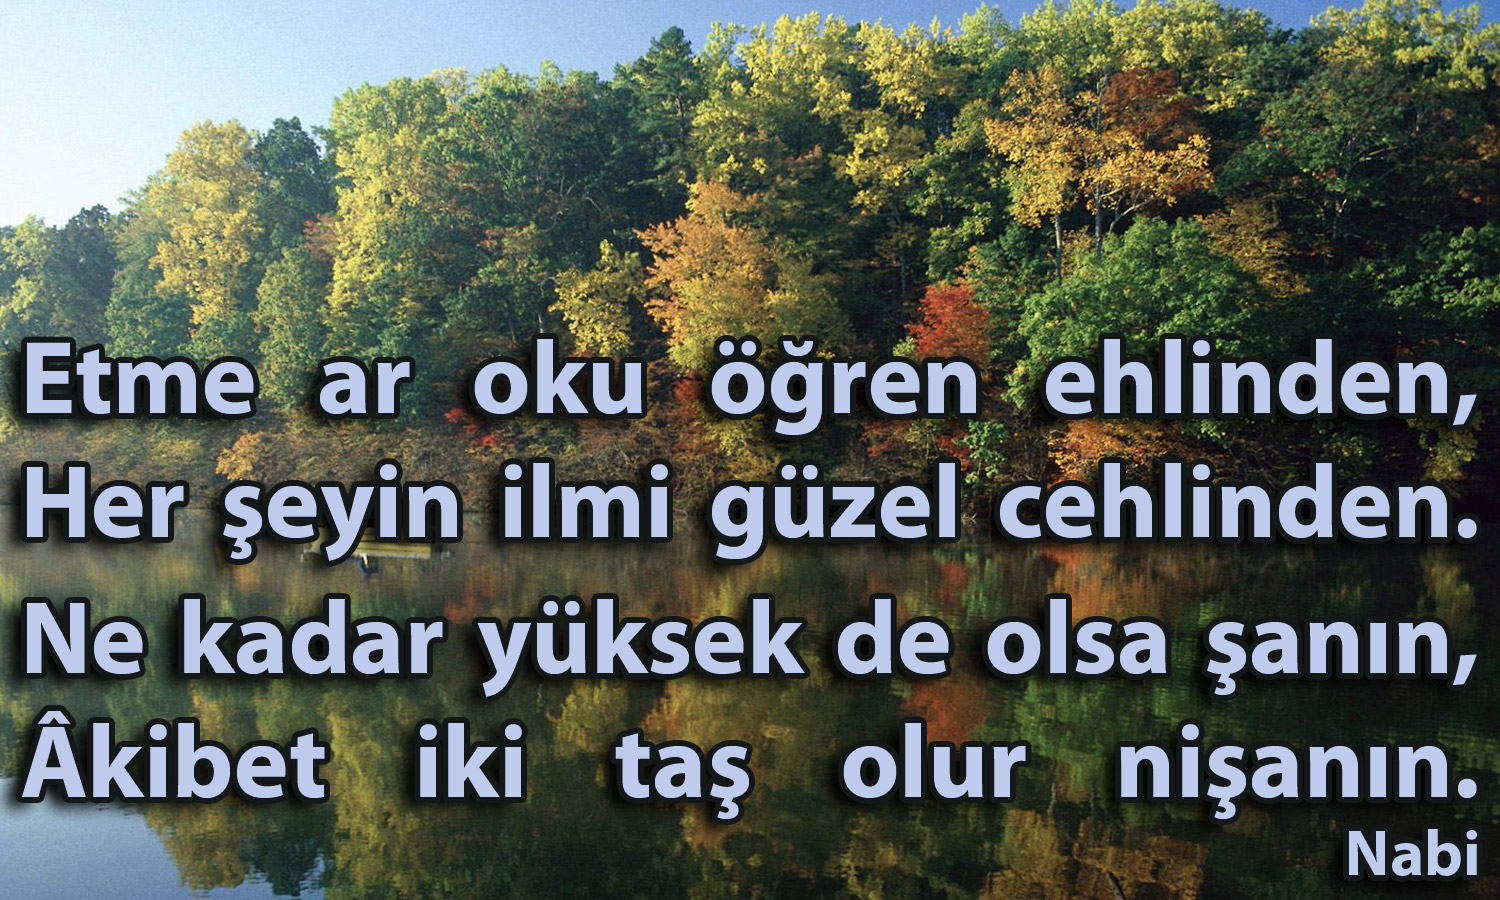 Etme ar oku öğren ehlinden,
Her şeyin ilmi güzel cehlinden.
Ne kadar yüksek de olsa şanın,
Âkibet iki taş olur nişanın.
Nabi